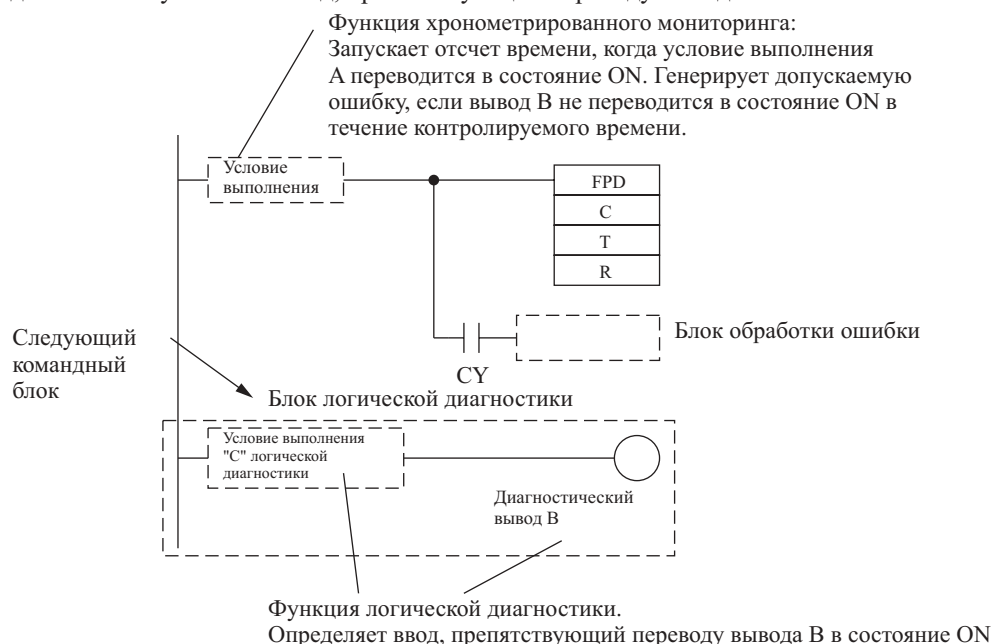 Функция хронометрированного мониторинга:
Запускает отсчет времени, когда условие выполнения
А переводится в состояние ON. Генерирует допускаемую
ошибку, если вывод B не переводится в состояние ON в
течение контролируемого времени.
Условие
выполнения
FPD
C
T
R
Следующий
командный
блок
Блок обработки ошибки
CY
Блок логической диагностики
Условие выполнения
"C" логической
диагностики
Диагностический
вывод B
Функция логической диагностики.
Определяет ввод, препятствующий переводу вывода B в состояние ON